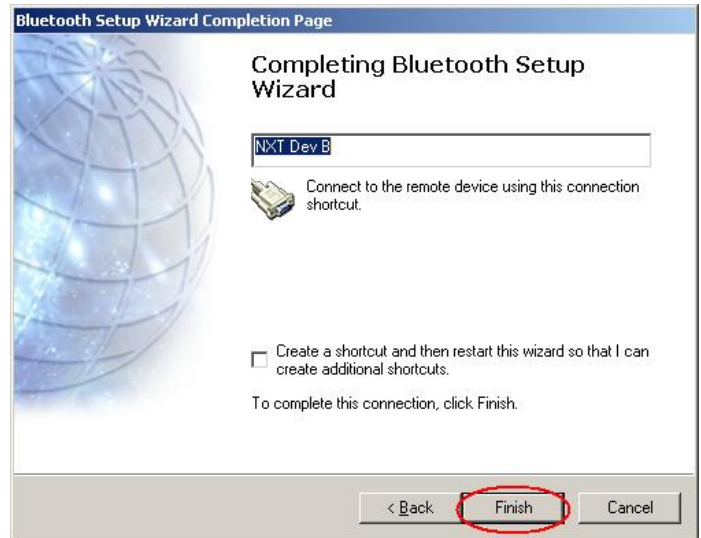 Bluetooth Setup Wizard Completion Page
Completing Bluetooth Setup
Wizard
NXT Dev B
Connect to the remote device using this connection
shortcut.
Create a shortcut and then restart this wizard so that I can
create additional shortcuts.
To complete this connection, click Finish.
< Back
Finish
Cancel